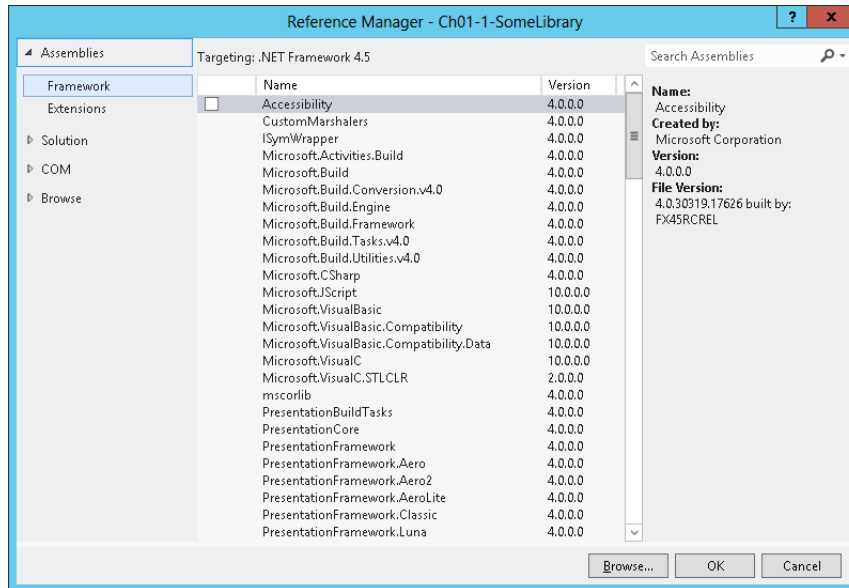 Reference Manager - Ch01-1-SomeLibrary
? x
Assemblies
Framework
Extensions
Solution
COM
Browse
Targeting: .NET Framework 4.5
Search Assemblies
Name Version
Accessibility 4.0.0.0
CustomMarshalers 4.0.0.0
ISymWrapper 4.0.0.0
Microsoft.Activities.Build 4.0.0.0
Microsoft.Build 4.0.0.0
Microsoft.Build.Conversion.v4.0 4.0.0.0
Microsoft.Build.Engine 4.0.0.0
Microsoft.Build.Framework 4.0.0.0
Microsoft.Build.Tasks.v4.0 4.0.0.0
Microsoft.Build.Utilities.v4.0 4.0.0.0
Microsoft.CSharp 4.0.0.0
Microsoft.JScript 10.0.0.0
Microsoft.VisualBasic 10.0.0.0
Microsoft.VisualBasic.Compatibility 10.0.0.0
Microsoft.VisualBasic.Compatibility.Data 10.0.0.0
Microsoft.VisualC 10.0.0.0
Microsoft.VisualC.STLCLR 2.0.0.0
mscorlib 4.0.0.0
PresentationBuildTasks 4.0.0.0
PresentationCore 4.0.0.0
PresentationFramework 4.0.0.0
PresentationFramework.Aero 4.0.0.0
PresentationFramework.Aero2 4.0.0.0
PresentationFramework.AeroLite 4.0.0.0
PresentationFramework.Classic 4.0.0.0
PresentationFramework.Luna 4.0.0.0
Name:
Accessibility
Created by:
Microsoft Corporation
Version:
4.0.0.0
File Version:
4.0.30319.17626 built by:
FX45RCREL
Browse... OK Cancel